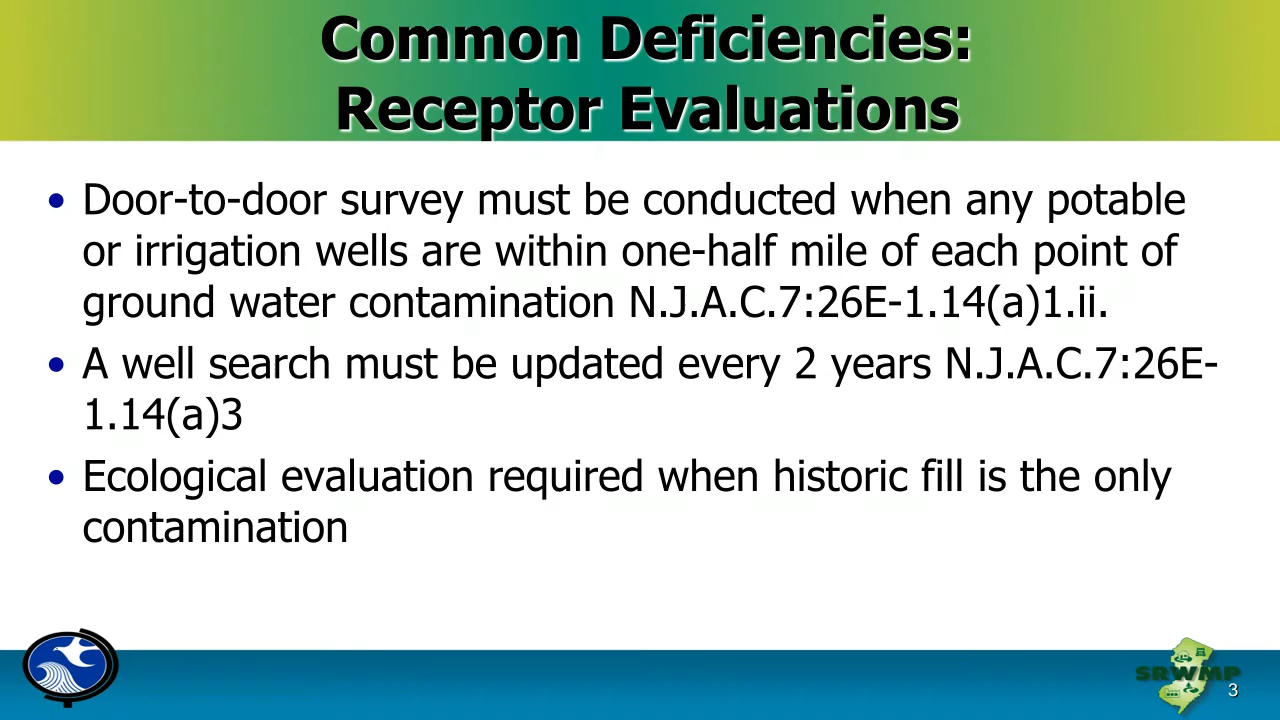 Common Deficiencies:
Receptor Evaluations
• Door-to-door survey must be conducted when any potable
or irrigation wells are within one-half mile of each point of
ground water contamination N.J.A.C.7:26E-1.14(a)1.ii.
• A well search must be updated every 2 years N.J.A.C.7:26E-
1.14(a)3
• Ecological evaluation required when historic fill is the only
contamination
SRWMP
3